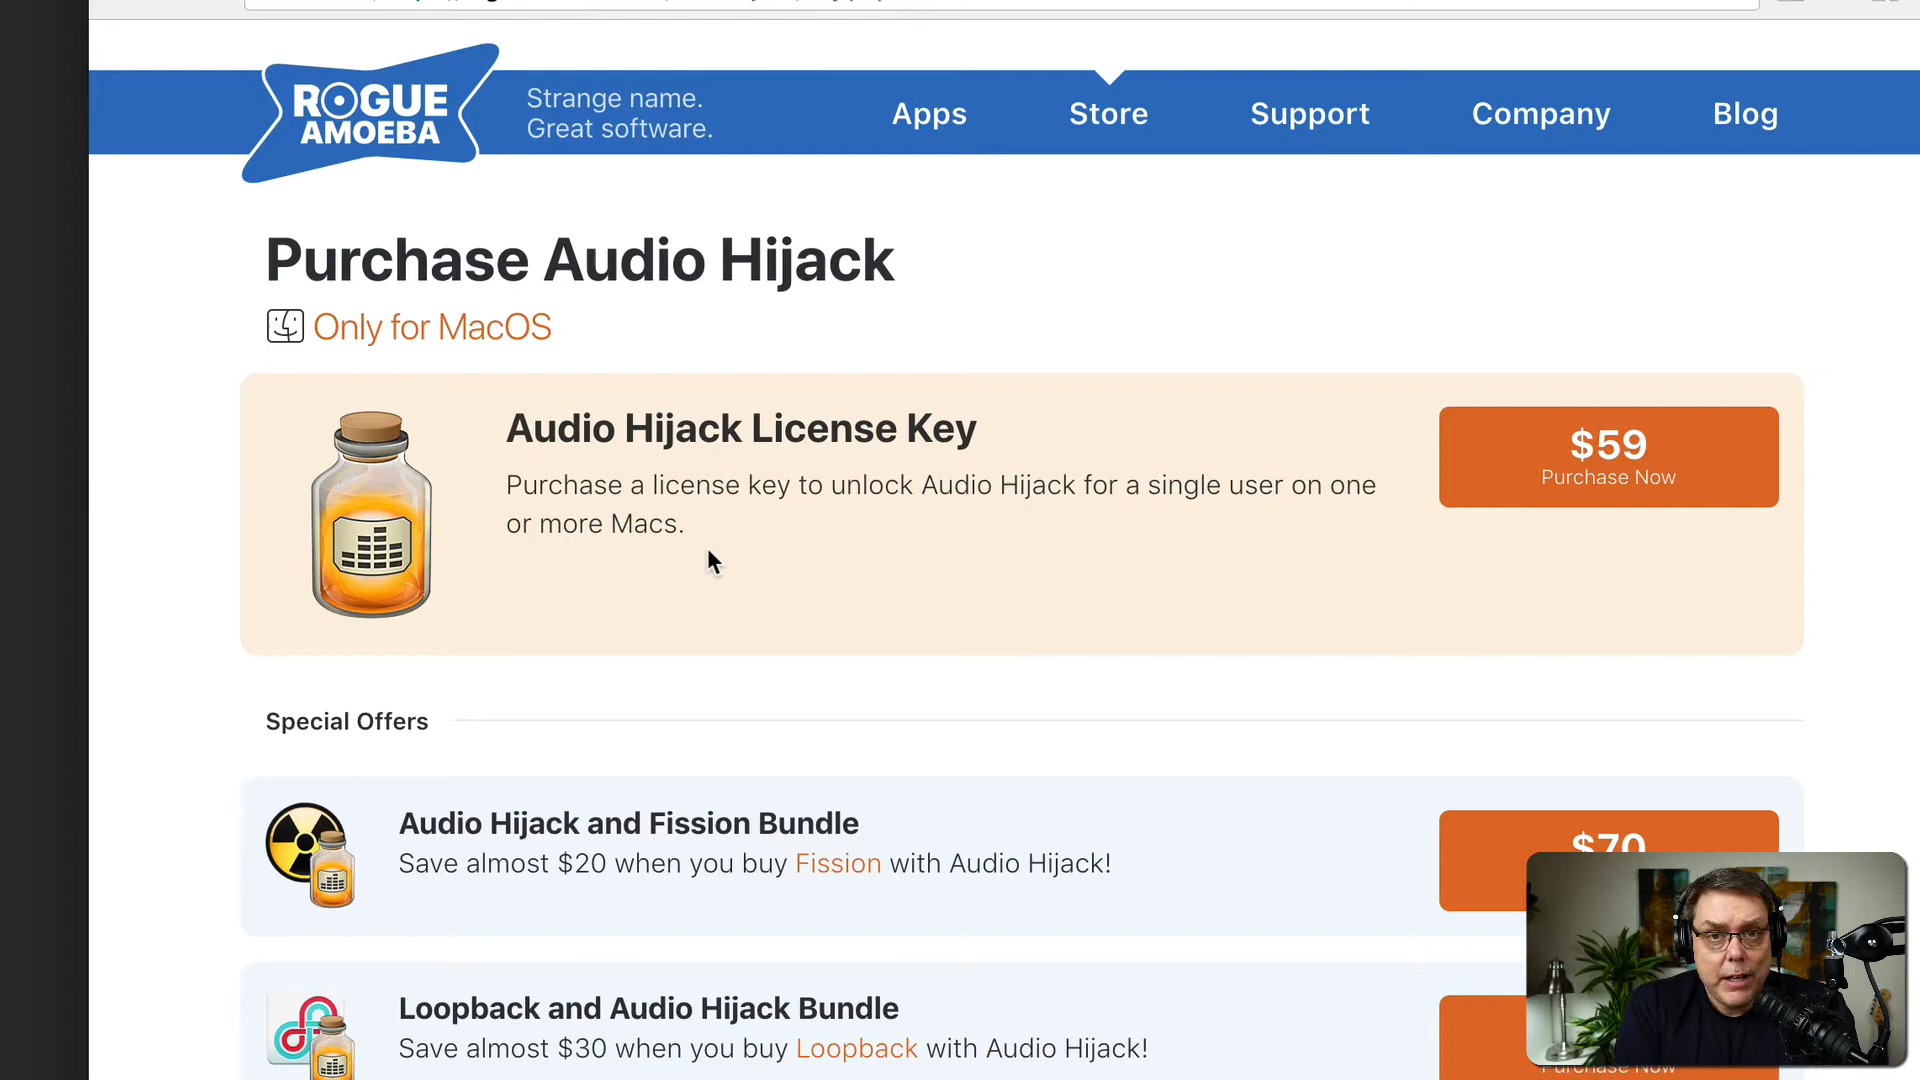 ROGUE
AMOEBA
Strange name.
Great software.
Apps
Store
Support
Company
Blog
Purchase Audio Hijack
Only for MacOS
Audio Hijack License Key
Purchase a license key to unlock Audio Hijack for a single user on one
or more Macs.
$59
Purchase Now
Special Offers
Audio Hijack and Fission Bundle
Save almost $20 when you buy Fission with Audio Hijack!
$70
Loopback and Audio Hijack Bundle
Save almost $30 when you buy Loopback with Audio Hijack!
Purchase Now